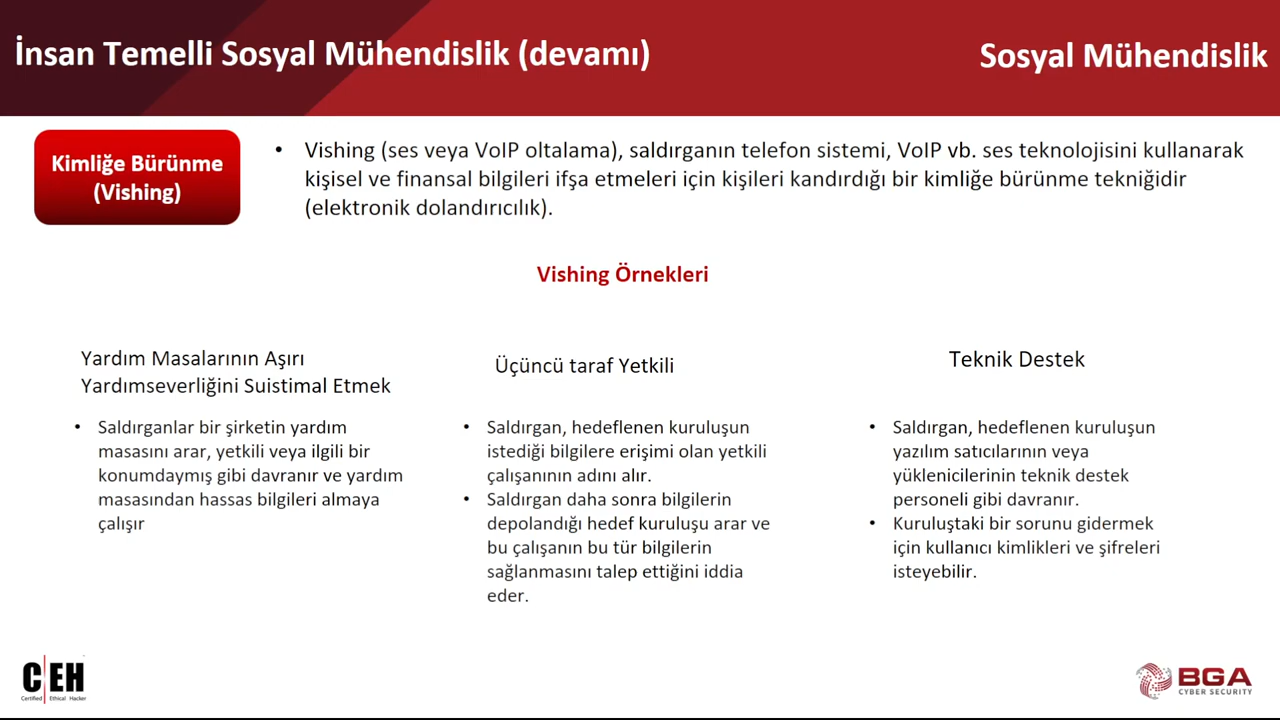 İnsan Temelli Sosyal Mühendislik (devamı)
Sosyal Mühendislik
Kimliğe Bürünme
(Vishing)
• Vishing (ses veya VoIP oltalama), saldırganın telefon sistemi, VoIP vb. ses teknolojisini kullanarak
kişisel ve finansal bilgileri ifşa etmeleri için kişileri kandırdığı bir kimliğe bürünme tekniğidir
(elektronik dolandırıcılık).
Vishing Örnekleri
Yardım Masalarının Aşırı
Yardımseverliğini Suistimal Etmek
• Saldırganlar bir şirketin yardım
masasını arar, yetkili veya ilgili bir
konumdaymış gibi davranır ve yardım
masasından hassas bilgileri almaya
çalışır
Üçüncü taraf Yetkili
• Saldırgan, hedeflenen kuruluşun
istediği bilgilere erişimi olan yetkili
çalışanının adını alır.
• Saldırgan daha sonra bilgilerin
depolandığı hedef kuruluşu arar ve
bu çalışanın bu tür bilgilerin
sağlanmasını talep ettiğini iddia
eder.
Teknik Destek
• Saldırgan, hedeflenen kuruluşun
yazılım satıcılarının veya
yüklenicilerinin teknik destek
personeli gibi davranır.
• Kuruluştaki bir sorunu gidermek
için kullanıcı kimlikleri ve şifreleri
isteyebilir.
C|EH
Certified Ethical Hacker
BGA
CYBER SECURITY